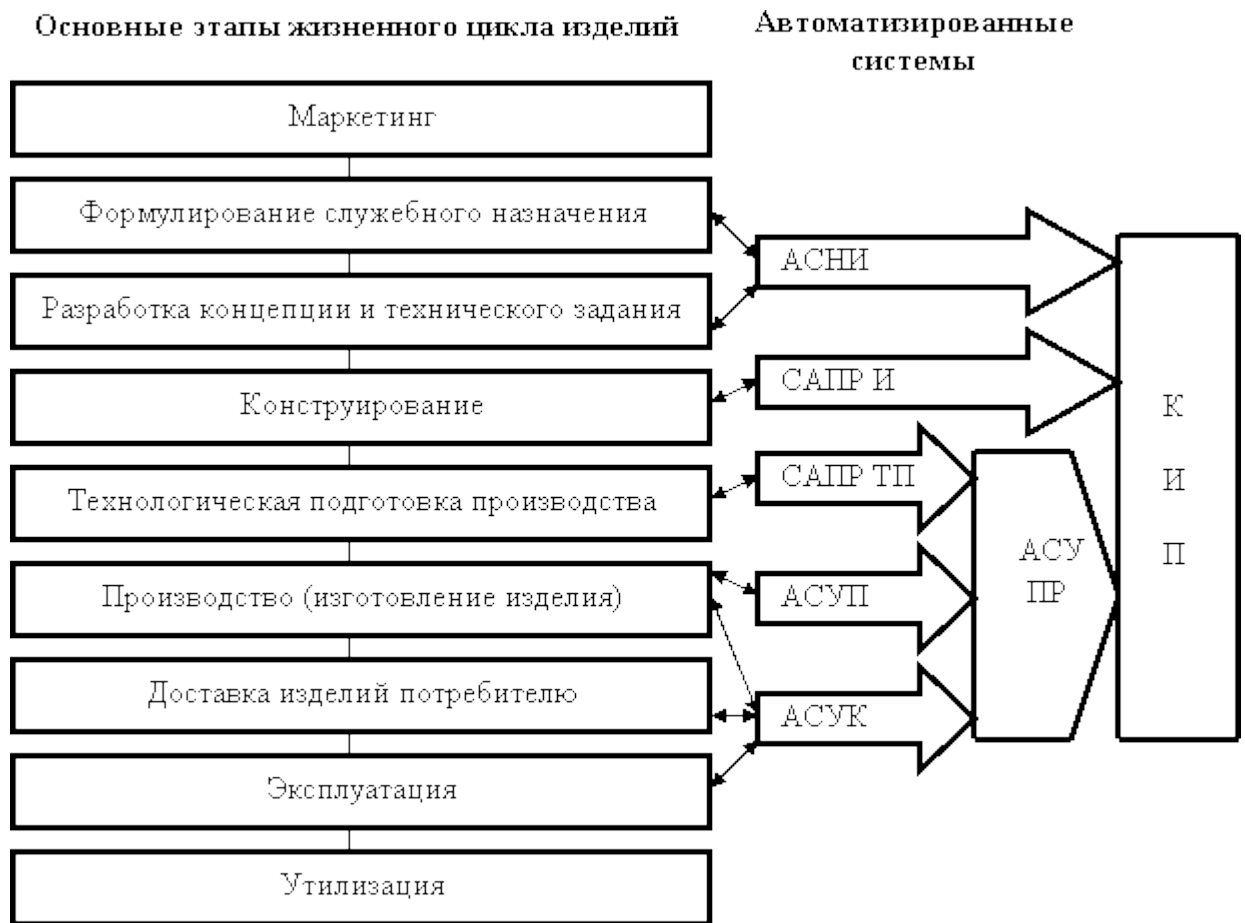 Основные этапы жизненного цикла изделий
Автоматизированные
системы
Маркетинг
Формулирование служебного назначения
Разработка концепции и технического задания
Конструирование
Технологическая подготовка производства
Производство (изготовление изделия)
Доставка изделий потребителю
Эксплуатация
Утилизация
АСНИ
САПР И
САПР ТП
АСУП
АСУК
АСУ
ПР
К
И
П